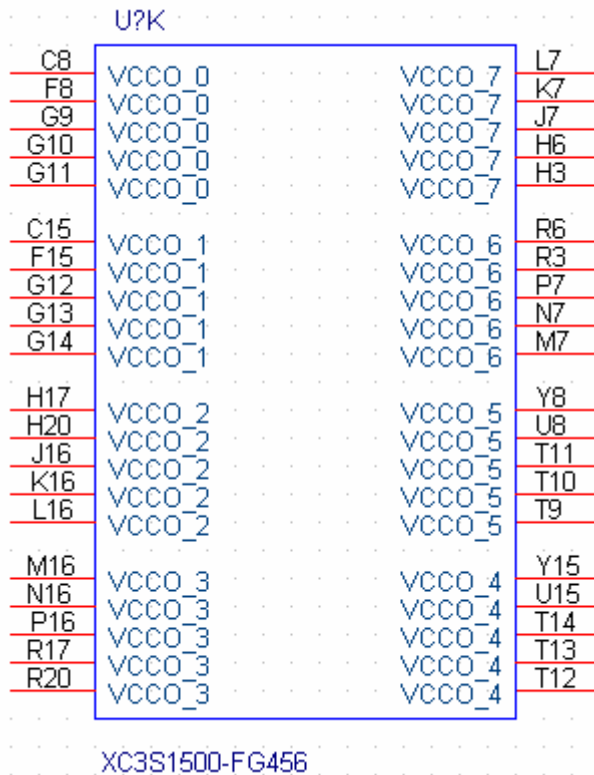 U?K
C8 VCCO_0 VCCO_7 L7
F8 VCCO_0 VCCO_7 K7
G9 VCCO_0 VCCO_7 J7
G10 VCCO_0 VCCO_7 H6
G11 VCCO_0 VCCO_7 H3
C15 VCCO_1 VCCO_6 R6
F15 VCCO_1 VCCO_6 R3
G12 VCCO_1 VCCO_6 P7
G13 VCCO_1 VCCO_6 N7
G14 VCCO_1 VCCO_6 M7
H17 VCCO_2 VCCO_5 Y8
H20 VCCO_2 VCCO_5 U8
J16 VCCO_2 VCCO_5 T11
K16 VCCO_2 VCCO_5 T10
L16 VCCO_2 VCCO_5 T9
M16 VCCO_3 VCCO_4 Y15
N16 VCCO_3 VCCO_4 U15
P16 VCCO_3 VCCO_4 T14
R17 VCCO_3 VCCO_4 T13
R20 VCCO_3 VCCO_4 T12
XC3S1500-FG456